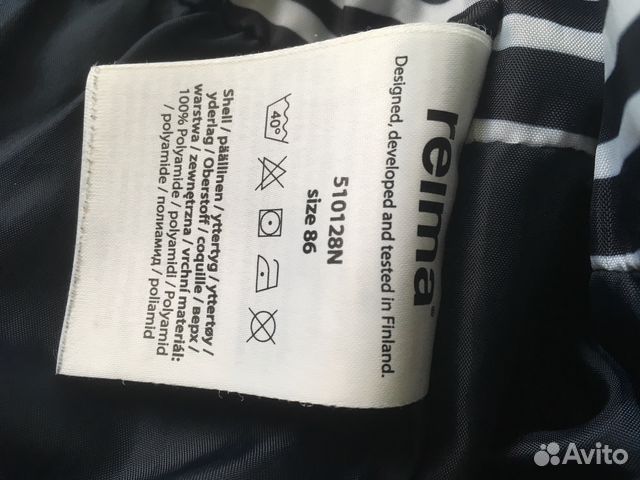 reima®
Designed, developed and tested in Finland.
510128N
size 86
40°
Shell / päällinen / yttertyg / yttertøy /
yderlag / Oberstoff / coquille / верх /
warstwa / zewnętrzna / vrchní materiál:
100% Polyamide / polyamidi / Polyamid
/ polyamide / полиамид / poliamid
Avito